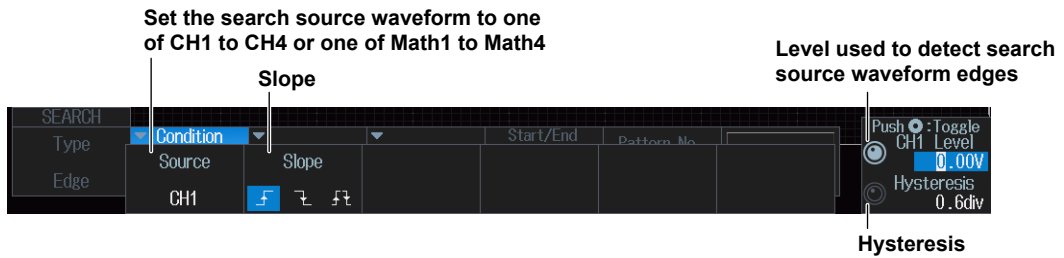 Set the search source waveform to one
of CH1 to CH4 or one of Math1 to Math4
Level used to detect search
source waveform edges
Slope
SEARCH
Type
Condition
Start/End
Pattern No.
Push :Toggle
CH1 Level
0.00V
Source
Slope
Edge
CH1
Hysteresis
0.6div
Hysteresis